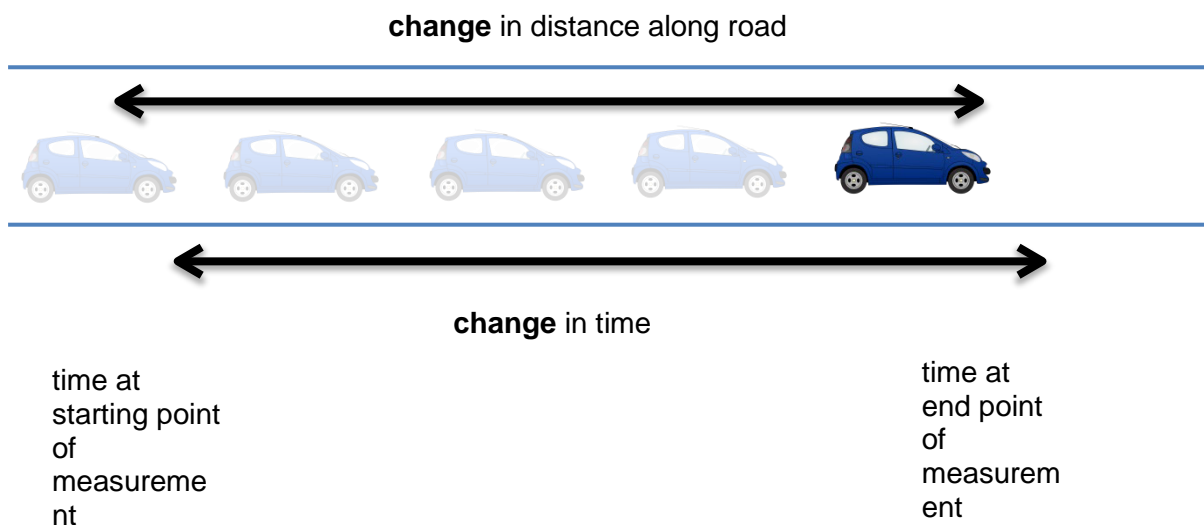 change in distance along road
change in time
time at
starting point
of
measureme
nt
time at
end point
of
measurem
ent